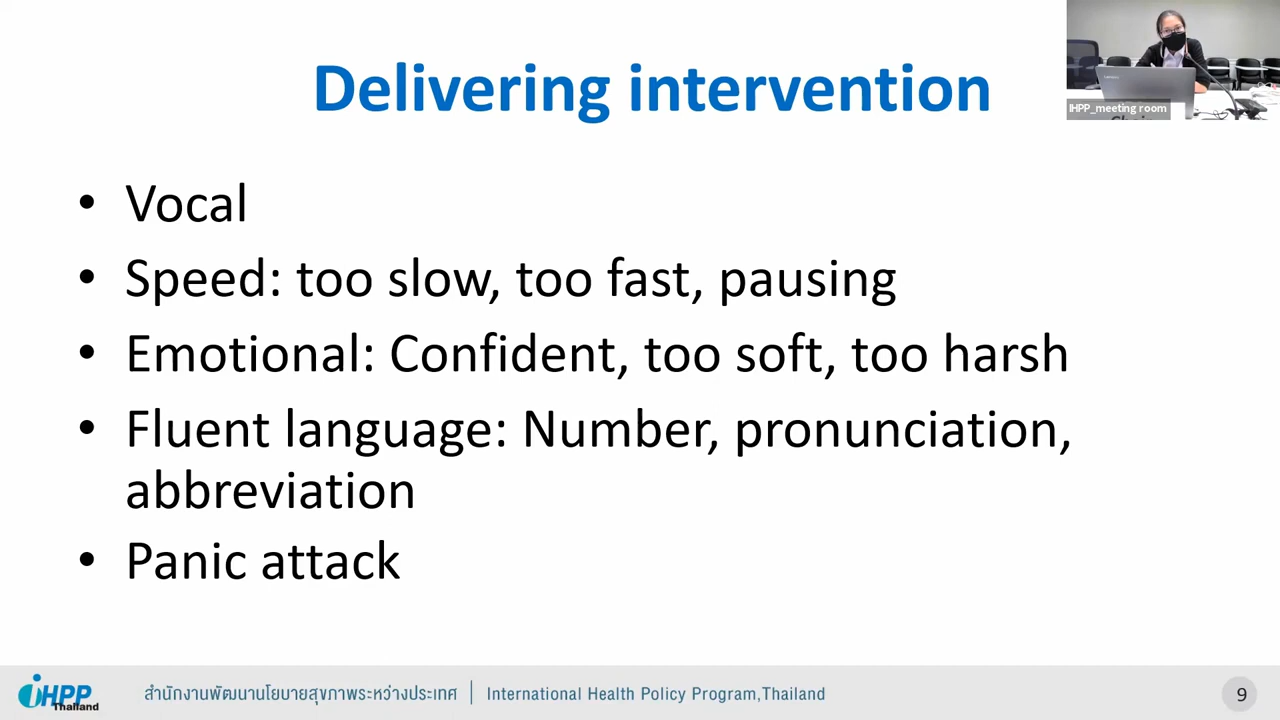 Delivering intervention
IHPP_meeting room
• Vocal
• Speed: too slow, too fast, pausing
• Emotional: Confident, too soft, too harsh
• Fluent language: Number, pronunciation,
abbreviation
• Panic attack
iHPP
Thailand
สำนักงานพัฒนานโยบายสุขภาพระหว่างประเทศ
International Health Policy Program,Thailand
9